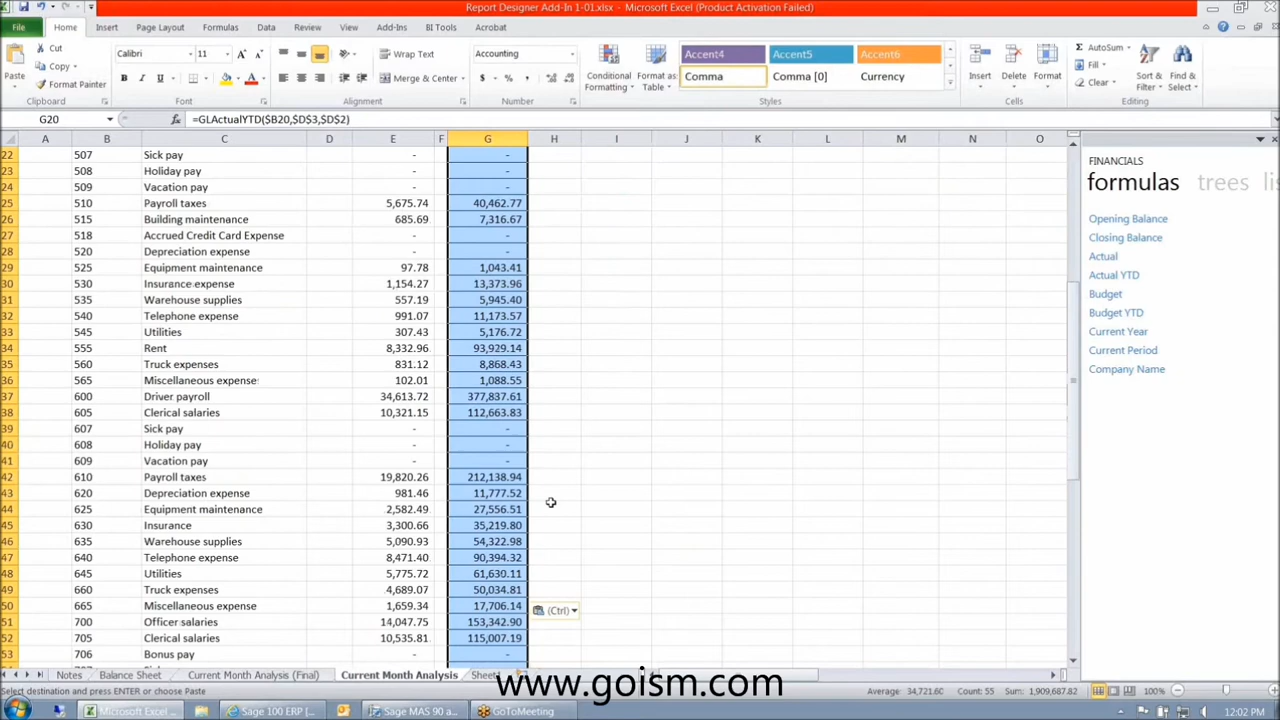 Report Designer Add-In 1-01.xlsx - Microsoft Excel (Product Activation Failed)
File Home Insert Page Layout Formulas Data Review View Add-Ins BI Tools Acrobat
Cut Calibri 11 Wrap Text Accounting Accent4 Accent5 Accent6 AutoSum
Copy Fill
Paste Format Painter B I U Merge & Center $ % , Conditional Formatting Format as Table Comma Comma [0] Currency Insert Delete Format Clear Sort & Filter Find & Select
Clipboard Font Alignment Number Styles Cells Editing
G20 fx =GLActualYTD($B20,$D$3,$D$2)
A B C D E F G H I J K L M N O
22 507 Sick pay - -
23 508 Holiday pay - -
24 509 Vacation pay - -
25 510 Payroll taxes 5,675.74 40,462.77
26 515 Building maintenance 685.69 7,316.67
27 518 Accrued Credit Card Expense - -
28 520 Depreciation expense - -
29 525 Equipment maintenance 97.78 1,043.41
30 530 Insurance expense 1,154.27 13,373.96
31 535 Warehouse supplies 557.19 5,945.40
32 540 Telephone expense 991.07 11,173.57
33 545 Utilities 307.43 5,176.72
34 555 Rent 8,332.96 93,929.14
35 560 Truck expenses 831.12 8,868.43
36 565 Miscellaneous expense 102.01 1,088.55
37 600 Driver payroll 34,613.72 377,837.61
38 605 Clerical salaries 10,321.15 112,663.83
39 607 Sick pay - -
40 608 Holiday pay - -
41 609 Vacation pay - -
42 610 Payroll taxes 19,820.26 212,138.94
43 620 Depreciation expense 981.46 11,777.52
44 625 Equipment maintenance 2,582.49 27,556.51
45 630 Insurance 3,300.66 35,219.80
46 635 Warehouse supplies 5,090.93 54,322.98
47 640 Telephone expense 8,471.40 90,394.32
48 645 Utilities 5,775.72 61,630.11
49 660 Truck expenses 4,689.07 50,034.81
50 665 Miscellaneous expense 1,659.34 17,706.14
51 700 Officer salaries 14,047.75 153,342.90
52 705 Clerical salaries 10,535.81 115,007.19
53 706 Bonus pay - -
(Ctrl)
FINANCIALS
formulas trees lis
Opening Balance
Closing Balance
Actual
Actual YTD
Budget
Budget YTD
Current Year
Current Period
Company Name
Notes Balance Sheet Current Month Analysis (Final) Current Month Analysis Sheet
www.goism.com
Select destination and press ENTER or choose Paste Average: 34,721.60 Count: 55 Sum: 1,909,687.82 100%
Microsoft Excel ... Sage 100 ERP [... Sage MAS 90 a... GoToMeeting 12:02 PM